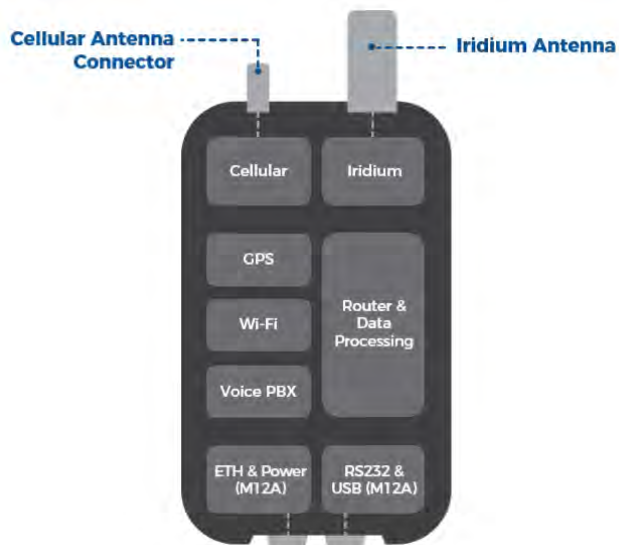 Cellular Antenna
Connector
Iridium Antenna
Cellular
Iridium
GPS
Wi-Fi
Voice PBX
Router &
Data
Processing
ETH & Power
(M12A)
RS232 &
USB (M12A)